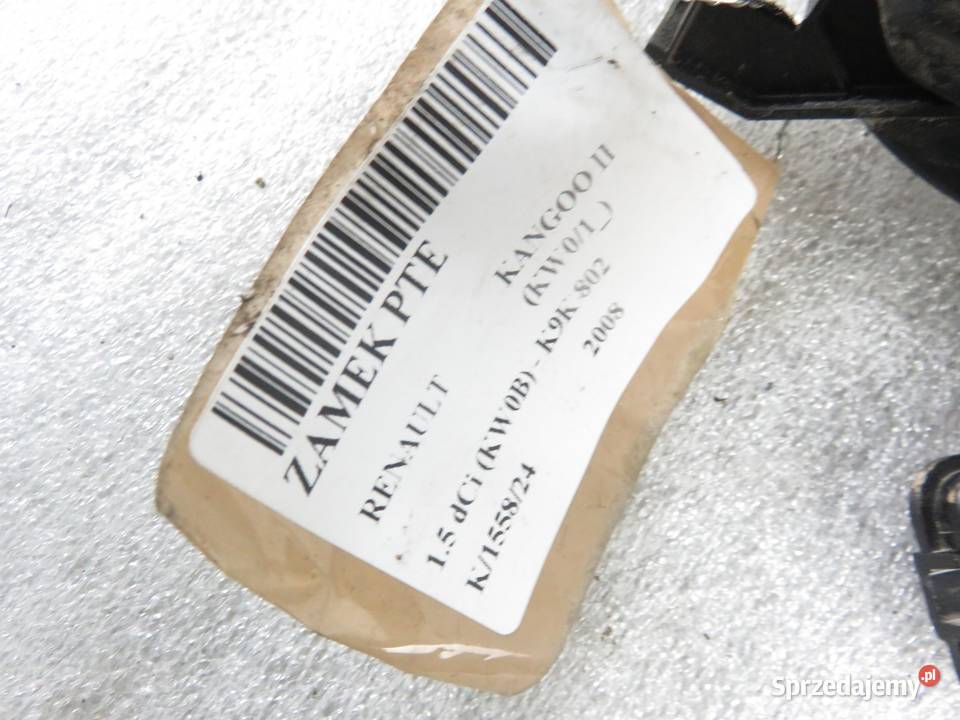 ZAMEK PTE
RENAULT KANGOO II
(KW0/1_)
1.5 dCi (KW0B) - K9K 802
K/1558/24 2008
Sprzedajemy.pl